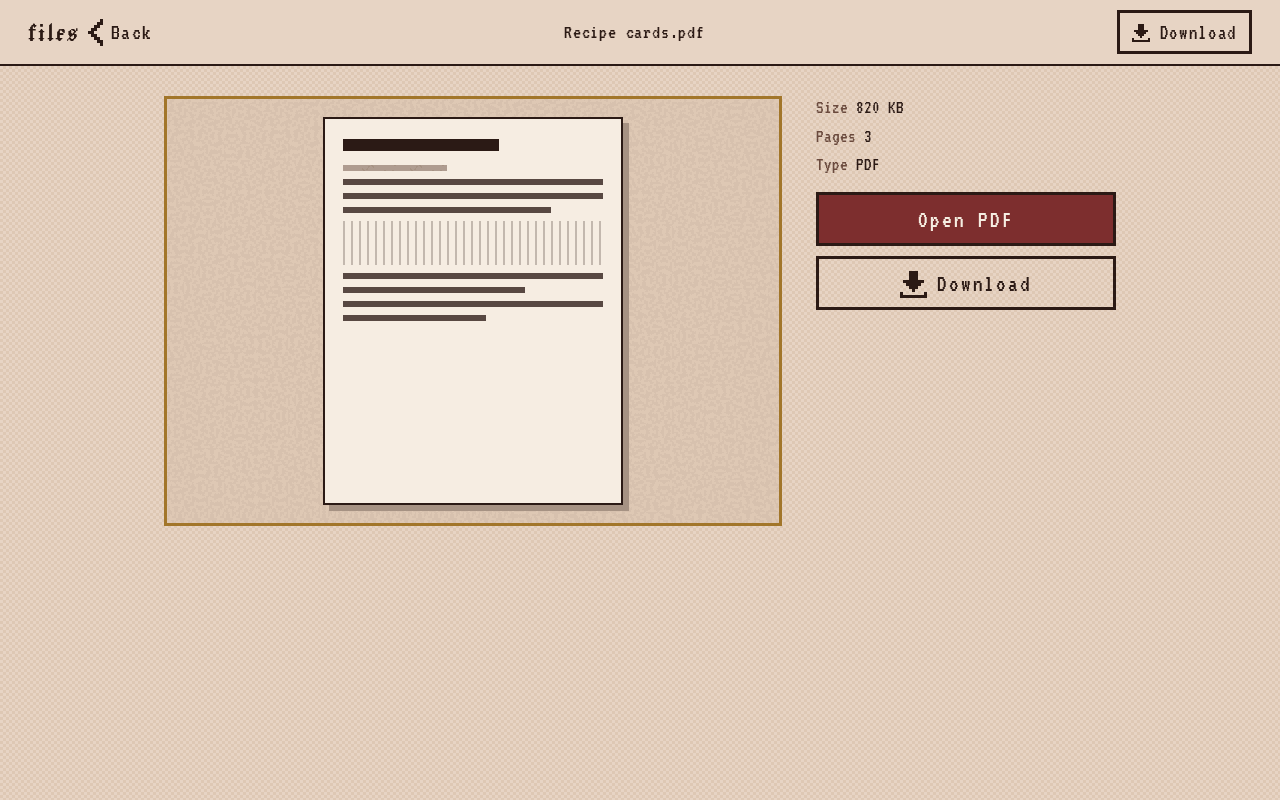 files Back
Recipe cards.pdf
Download
Size 820 KB
Pages 3
Type PDF
Open PDF
Download